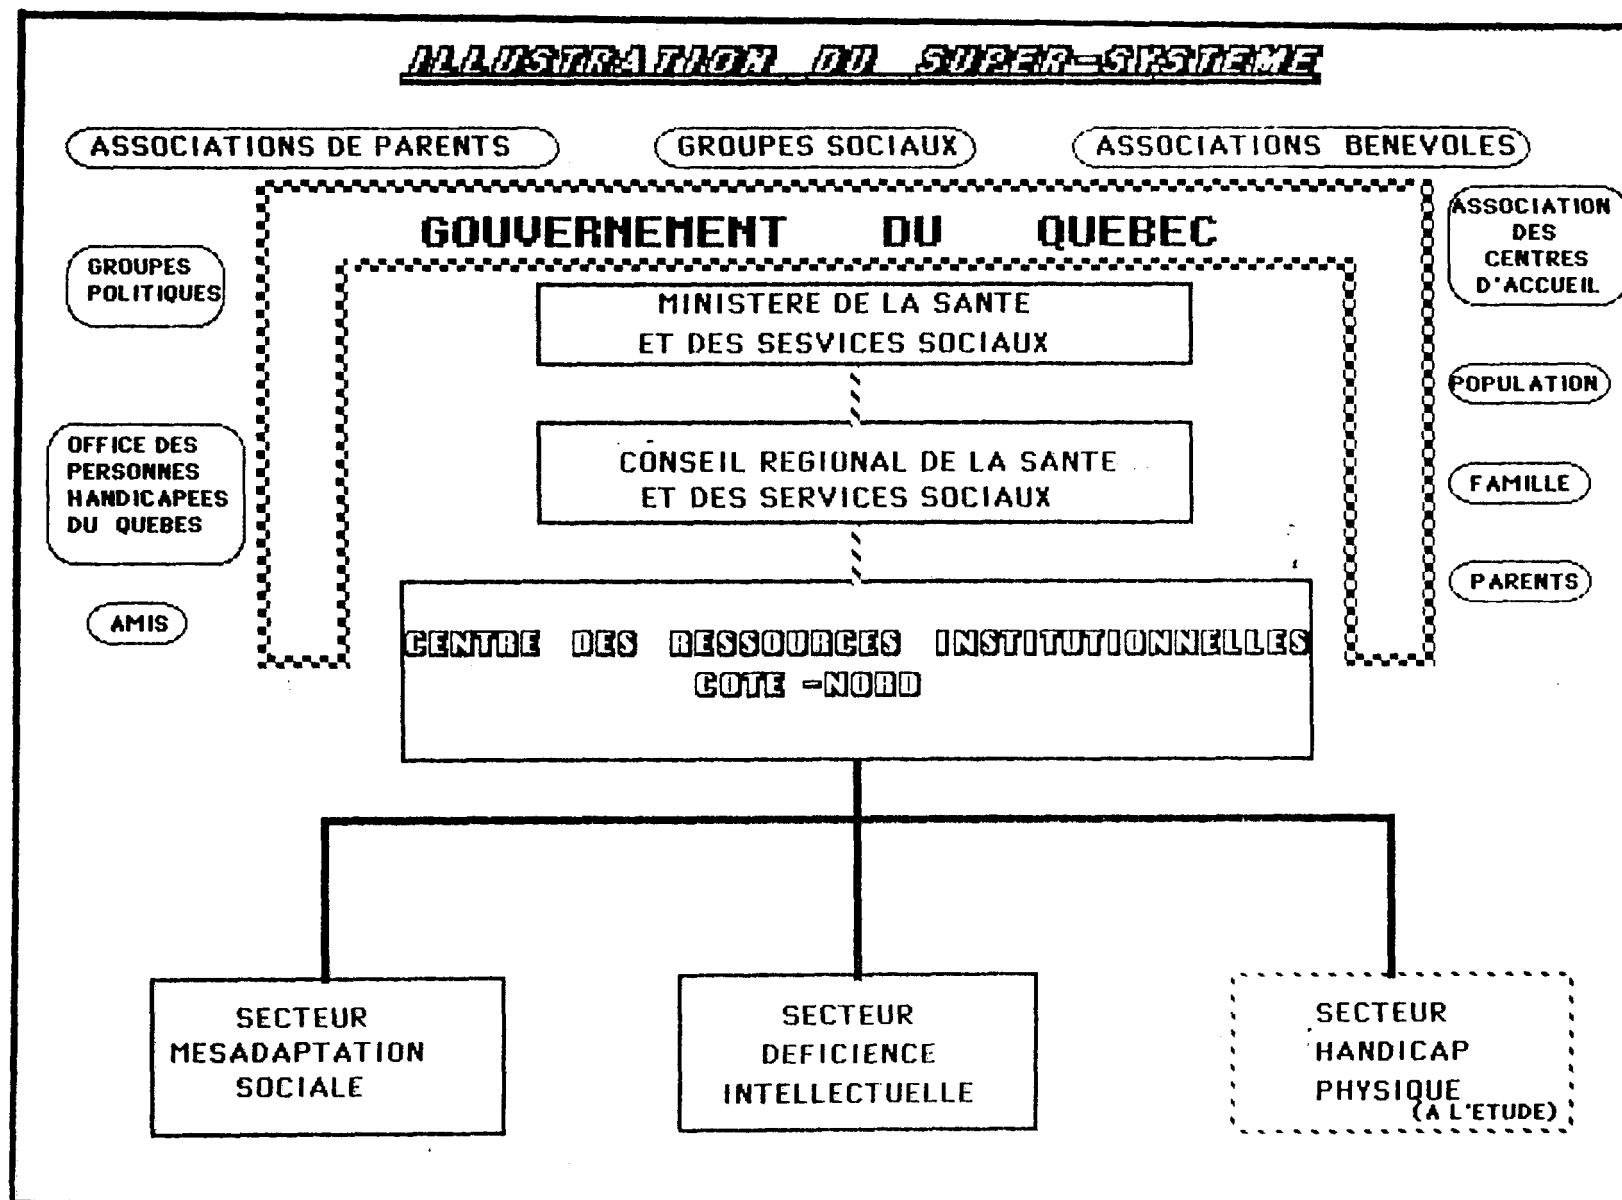 ILLUSTRATION DU SUPER-SYSTEME
ASSOCIATIONS DE PARENTS
GROUPES SOCIAUX
ASSOCIATIONS BENEVOLES
GOUVERNEMENT DU QUEBEC
GROUPES
POLITIQUES
OFFICE DES
PERSONNES
HANDICAPEES
DU QUEBES
AMIS
MINISTERE DE LA SANTE
ET DES SESVICES SOCIAUX
CONSEIL REGIONAL DE LA SANTE
ET DES SERVICES SOCIAUX
CENTRE DES RESSOURCES INSTITUTIONNELLES
COTE -NORD
ASSOCIATION
DES
CENTRES
D'ACCUEIL
POPULATION
FAMILLE
PARENTS
SECTEUR
MESADAPTATION
SOCIALE
SECTEUR
DEFICIENCE
INTELLECTUELLE
SECTEUR
HANDICAP
PHYSIQUE
(A L'ETUDE)